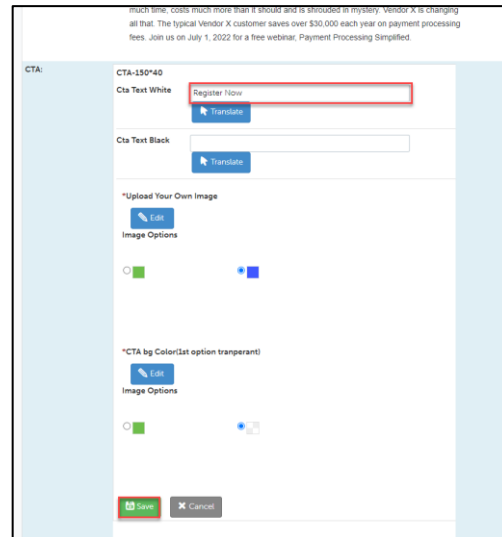 much time, costs much more than it should and is shrouded in mystery. Vendor X is changing
all that. The typical Vendor X customer saves over $30,000 each year on payment processing
fees. Join us on July 1, 2022 for a free webinar, Payment Processing Simplified.
CTA:
CTA-150*40
Cta Text White
Register Now
Translate
Cta Text Black
Translate
*Upload Your Own Image
Edit
Image Options
*CTA bg Color(1st option tranperant)
Edit
Image Options
Save
Cancel